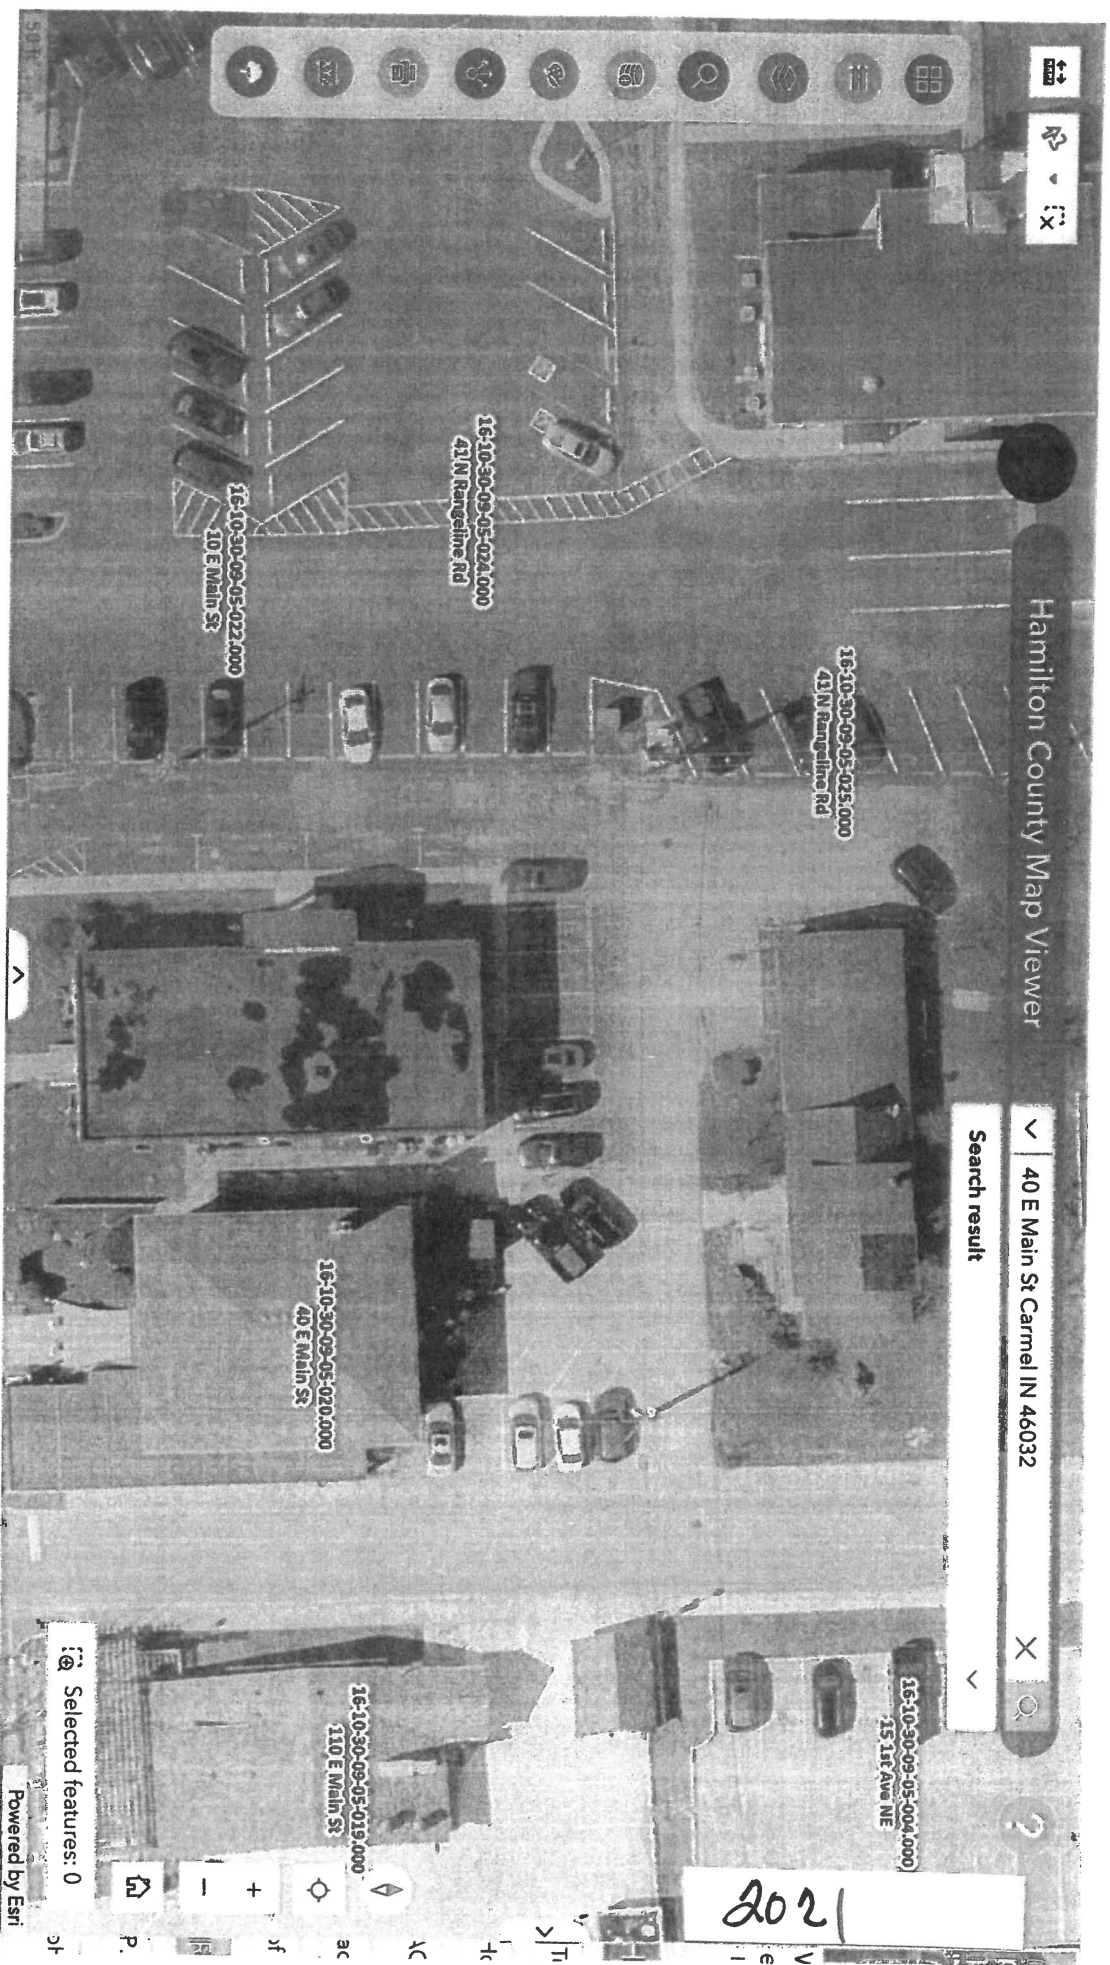 Hamilton County Map Viewer
40 E Main St Carmel IN 46032
Search result
16-10-30-09-05-025.000
41 N Rangeline Rd
16-10-30-09-05-004.000
15 1st Ave NE
2021
16-10-30-09-05-024.000
41 N Rangeline Rd
16-10-30-09-05-020.000
40 E Main St
16-10-30-09-05-019.000
110 E Main St
16-10-30-09-05-022.000
10 E Main St
XYZ
Selected features: 0
Powered by Esri